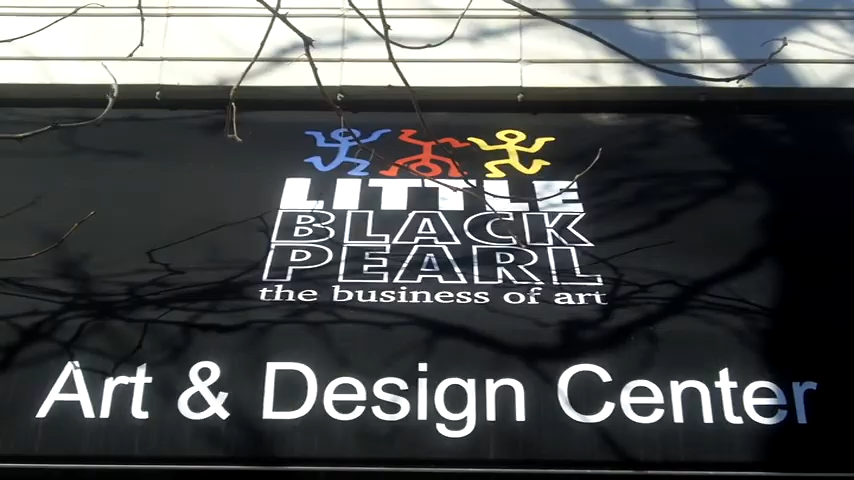 LITTLE
BLACK
PEARL
the business of art
Art & Design Center